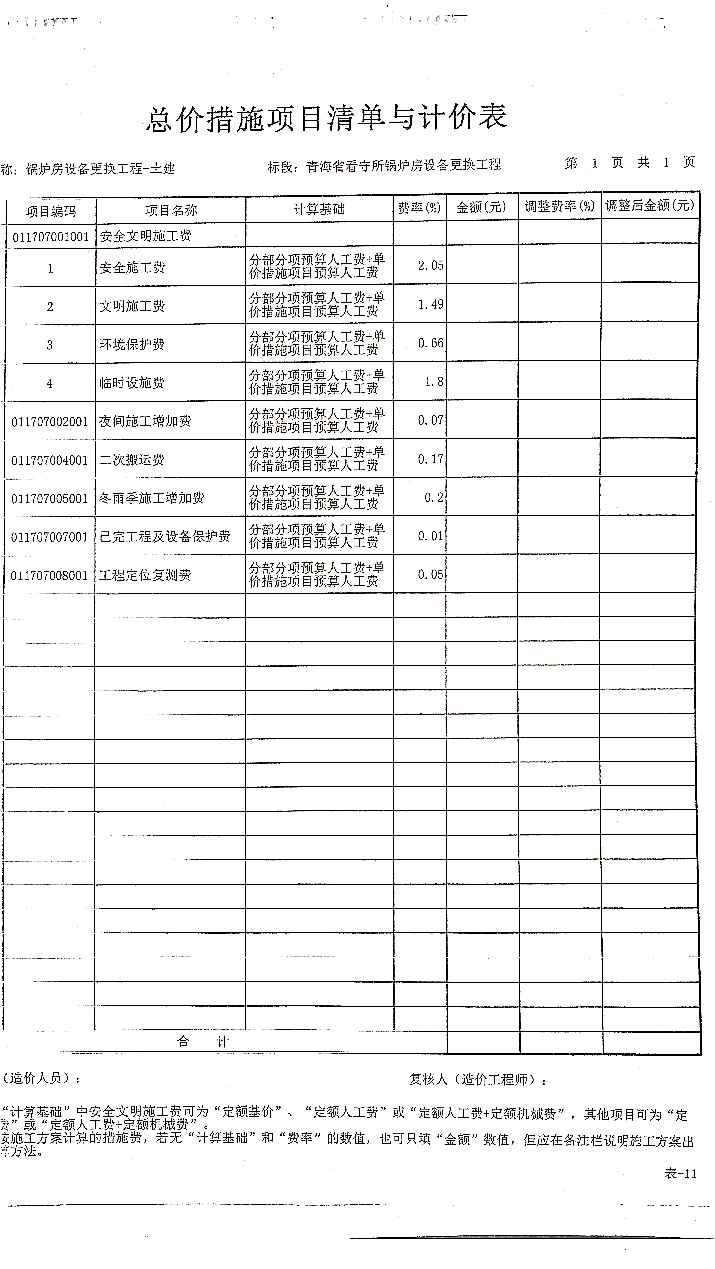 总价措施项目清单与计价表
称：锅炉房设备更换工程-土建 标段：青海省看守所锅炉房设备更换工程 第 1 页 共 1 页
项目编码 项目名称 计算基础 费率(%) 金额(元) 调整费率(%) 调整后金额(元)
011707001001 安全文明施工费
1 安全施工费 分部分项预算人工费+单
价措施项目预算人工费 2.05
2 文明施工费 分部分项预算人工费+单
价措施项目预算人工费 1.49
3 环境保护费 分部分项预算人工费+单
价措施项目预算人工费 0.66
4 临时设施费 分部分项预算人工费+单
价措施项目预算人工费 1.8
011707002001 夜间施工增加费 分部分项预算人工费+单
价措施项目预算人工费 0.07
011707004001 二次搬运费 分部分项预算人工费+单
价措施项目预算人工费 0.17
011707005001 冬雨季施工增加费 分部分项预算人工费+单
价措施项目预算人工费 0.2
011707007001 已完工程及设备保护费 分部分项预算人工费+单
价措施项目预算人工费 0.01
011707008001 工程定位复测费 分部分项预算人工费+单
价措施项目预算人工费 0.05
合 计
(造价人员)： 复核人（造价工程师）：
“计算基础”中安全文明施工费可为“定额基价”、“定额人工费”或“定额人工费+定额机械费”，其他项目可为“定
费”或“定额人工费+定额机械费”。
按施工方案计算的措施费，若无“计算基础”和“费率”的数值，也可只填“金额”数值，但应在备注栏说明施工方案出
方法。
表-11